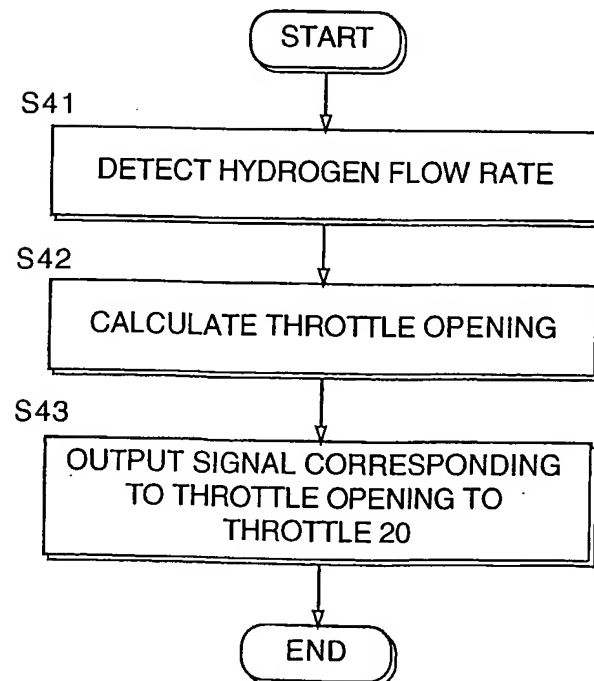 START
S41
DETECT HYDROGEN FLOW RATE
S42
CALCULATE THROTTLE OPENING
S43
OUTPUT SIGNAL CORRESPONDING
TO THROTTLE OPENING TO
THROTTLE 20
END